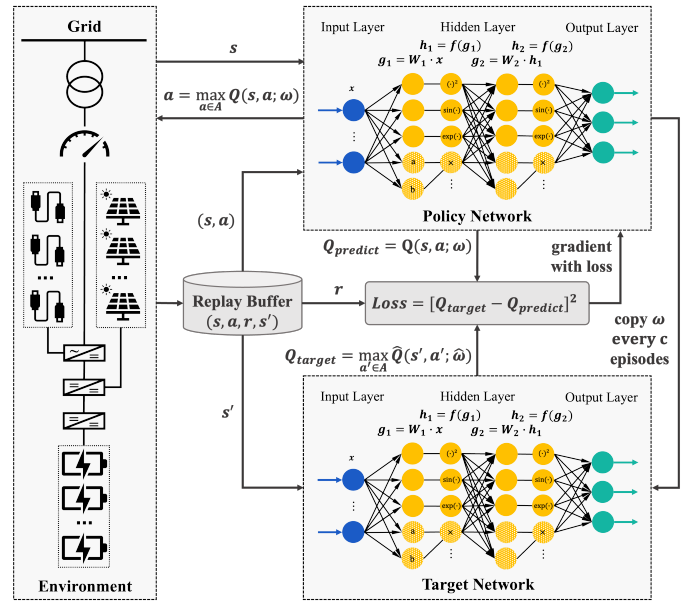 Grid
...
...
...
Environment
s
a = max Q(s, a; ω)
a∈A
(s, a)
Replay Buffer
(s, a, r, s′)
r
s′
Input Layer
Hidden Layer
Output Layer
h₁ = f(g₁)
h₂ = f(g₂)
g₁ = W₁ · x
g₂ = W₂ · h₁
x
(·)²
(·)²
sin(·)
sin(·)
exp(·)
exp(·)
a
×
×
b
Policy Network
Q_predict = Q(s, a; ω)
gradient
with loss
Loss = [Q_target − Q_predict]²
copy ω
every c
episodes
Q_target = max Q̂(s′, a′; ω̂)
a′∈A
Input Layer
Hidden Layer
Output Layer
h₁ = f(g₁)
h₂ = f(g₂)
g₁ = W₁ · x
g₂ = W₂ · h₁
x
(·)²
(·)²
sin(·)
sin(·)
exp(·)
exp(·)
a
×
×
b
Target Network